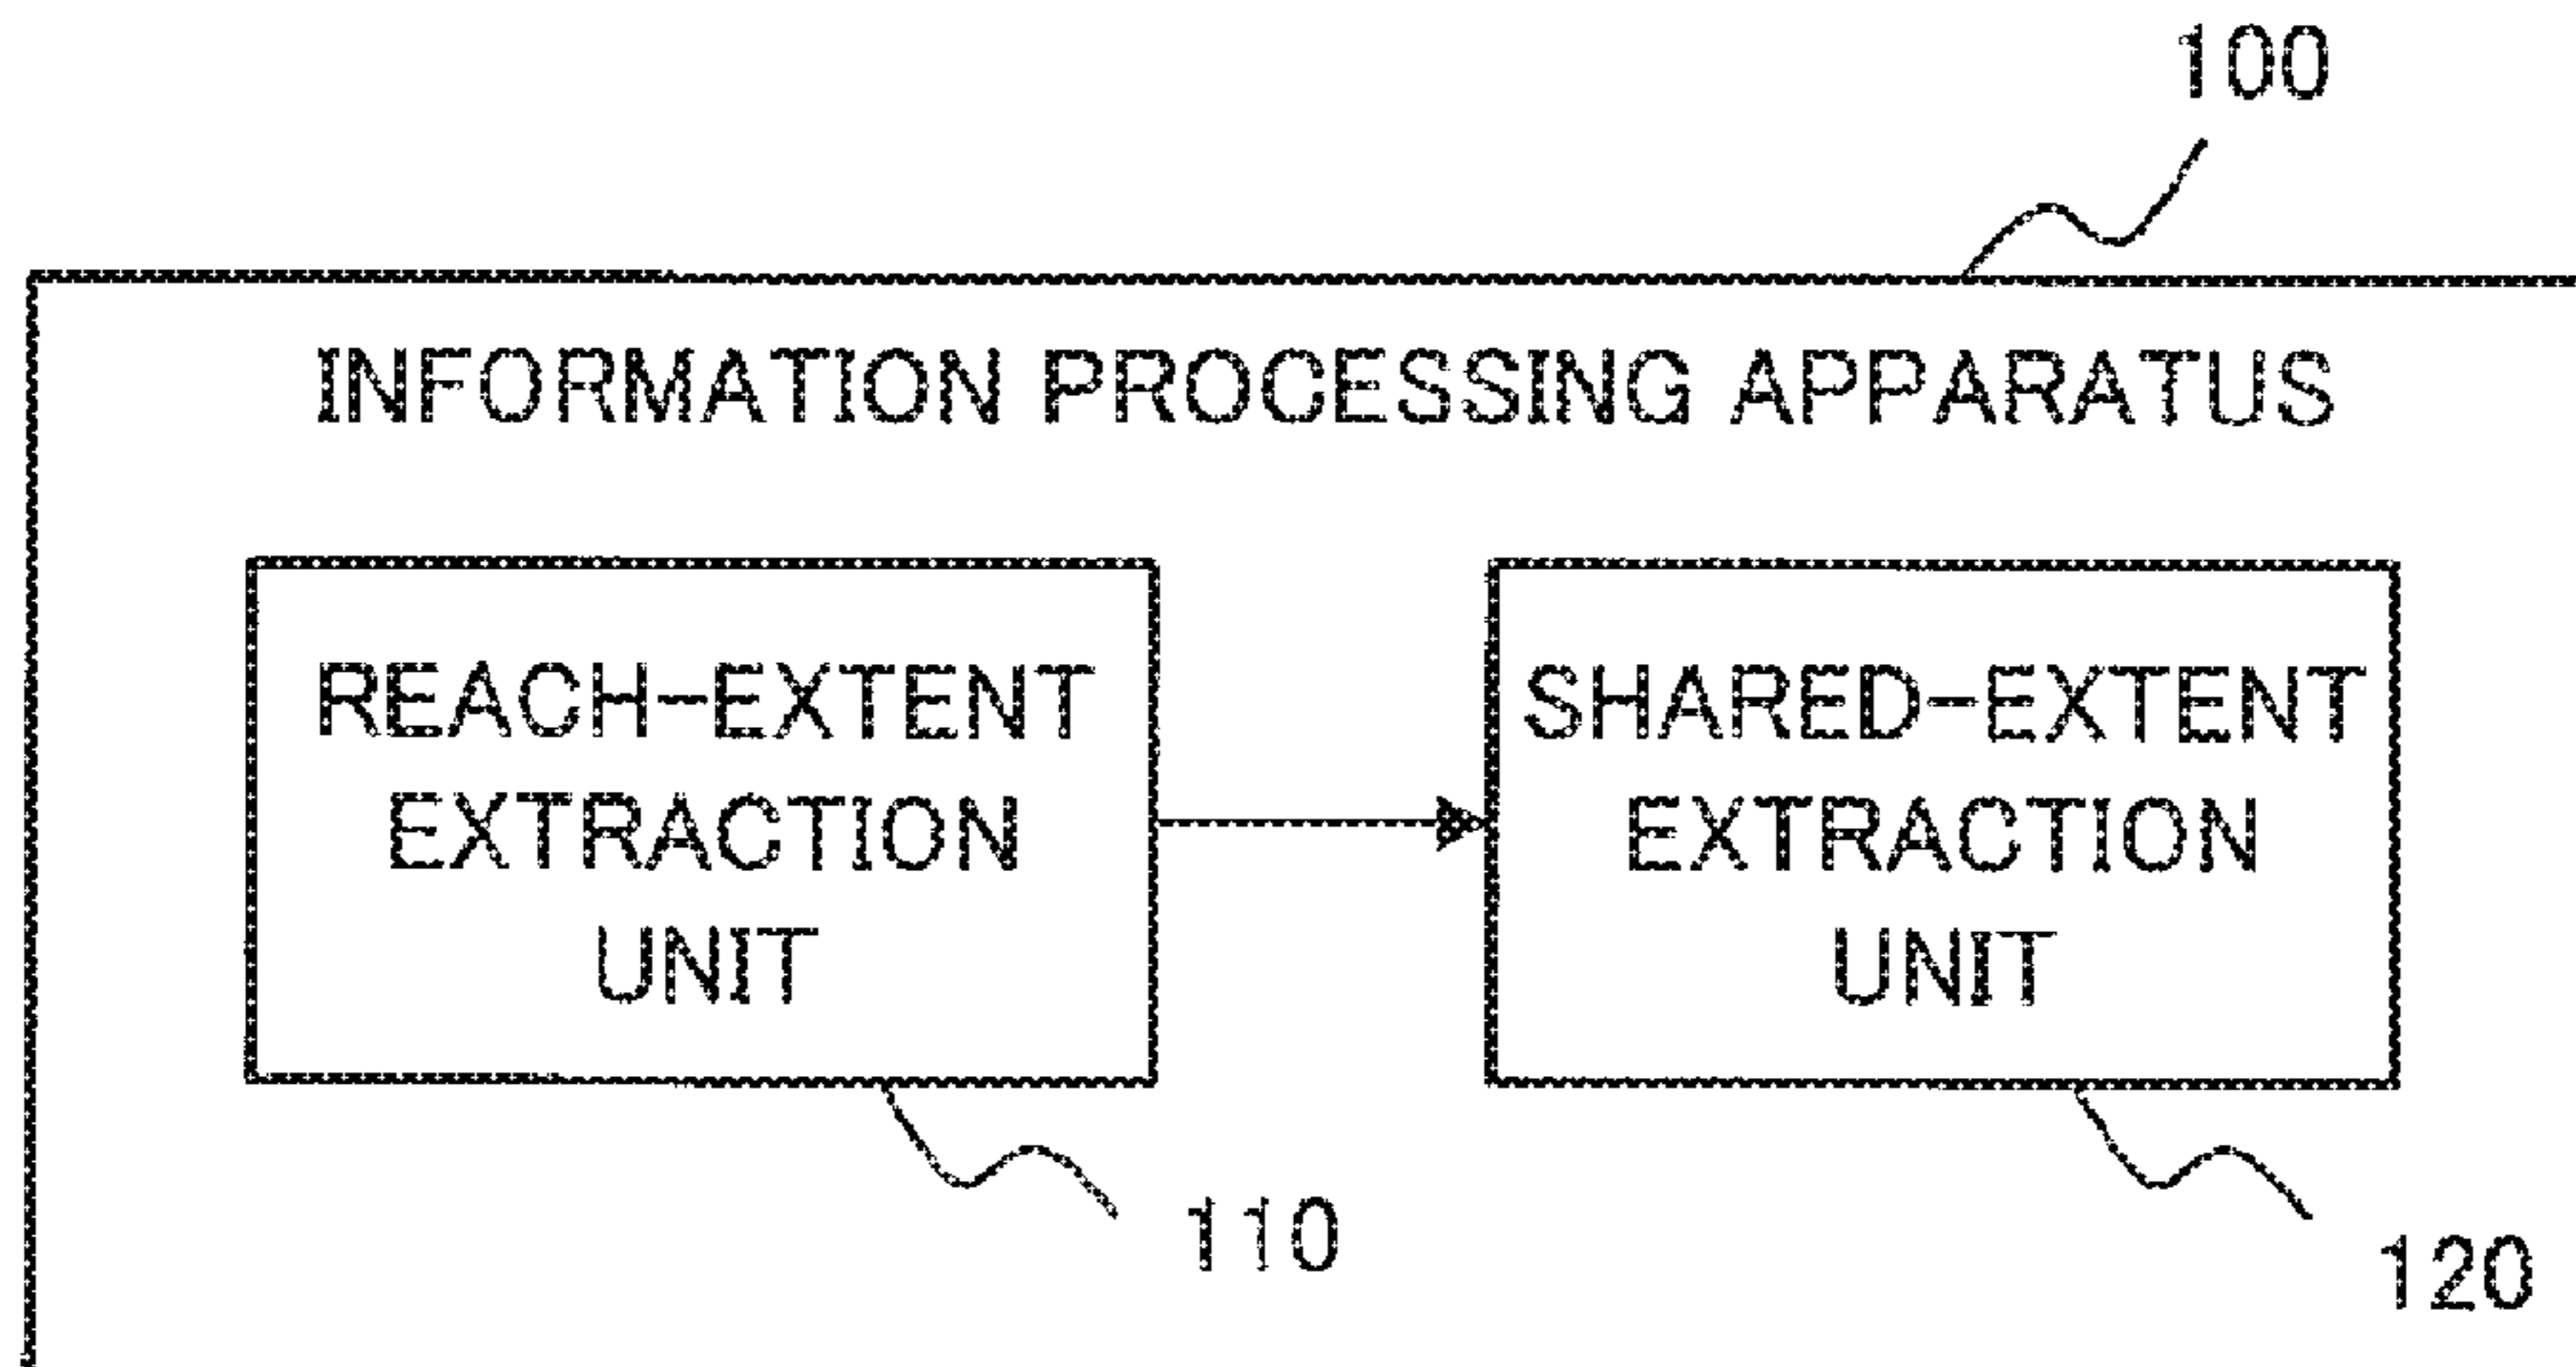 100
INFORMATION PROCESSING APPARATUS
REACH-EXTENT
EXTRACTION
UNIT
SHARED-EXTENT
EXTRACTION
UNIT
110
120